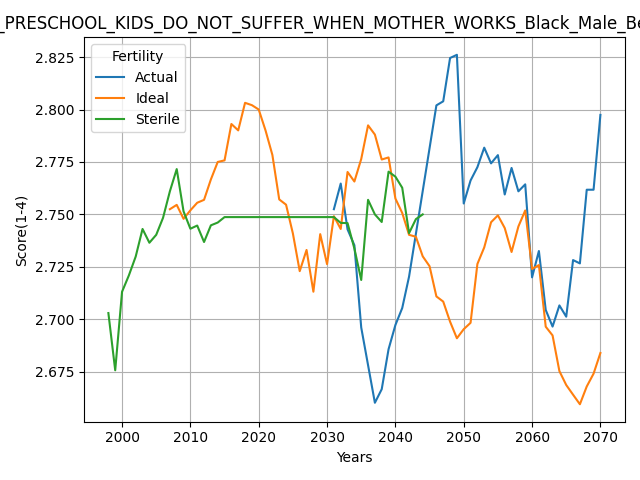 _PRESCHOOL_KIDS_DO_NOT_SUFFER_WHEN_MOTHER_WORKS_Black_Male_Be
Fertility
Actual
Ideal
Sterile
2.825
2.800
2.775
2.750
2.725
2.700
2.675
Score(1-4)
2000 2010 2020 2030 2040 2050 2060 2070
Years